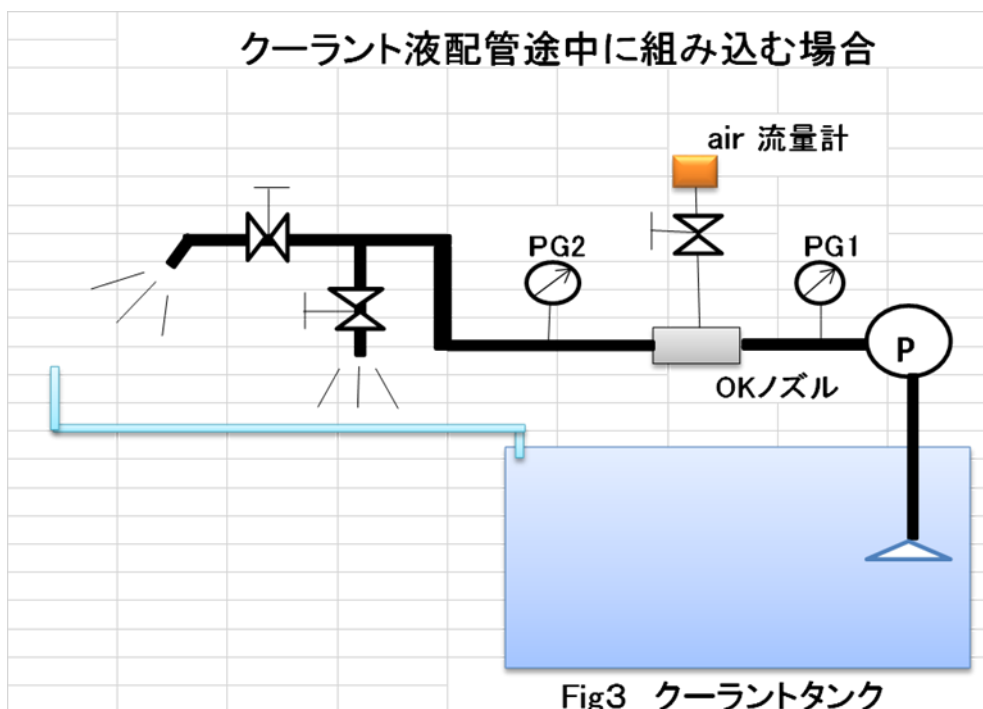 クーラント液配管途中に組み込む場合
air 流量計
PG2
PG1
P
OKノズル
Fig3 クーラントタンク